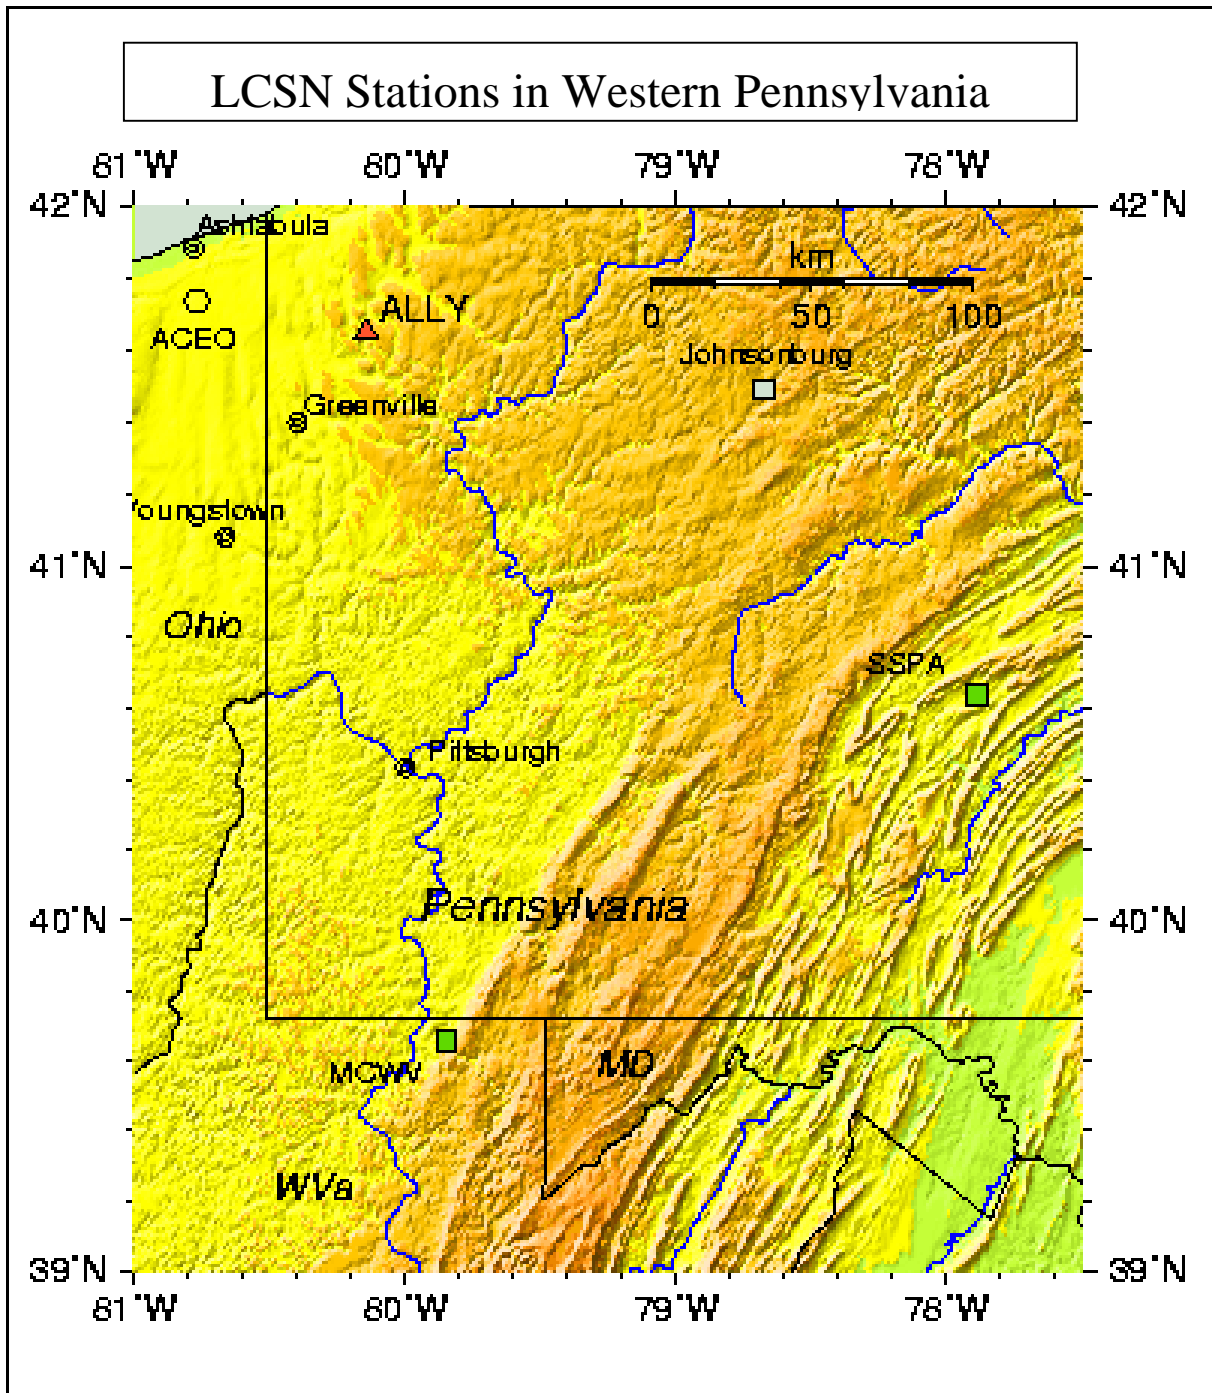 LCSN Stations in Western Pennsylvania
81°W 80°W 79°W 78°W
42°N 42°N
Ashtabula
km
ALLY
0 50 100
ACEO
Johnsonburg
Greenville
Youngstown
41°N 41°N
Ohio
SSPA
Pittsburgh
Pennsylvania
40°N 40°N
MD
MCWV
WVa
39°N 39°N
81°W 80°W 79°W 78°W